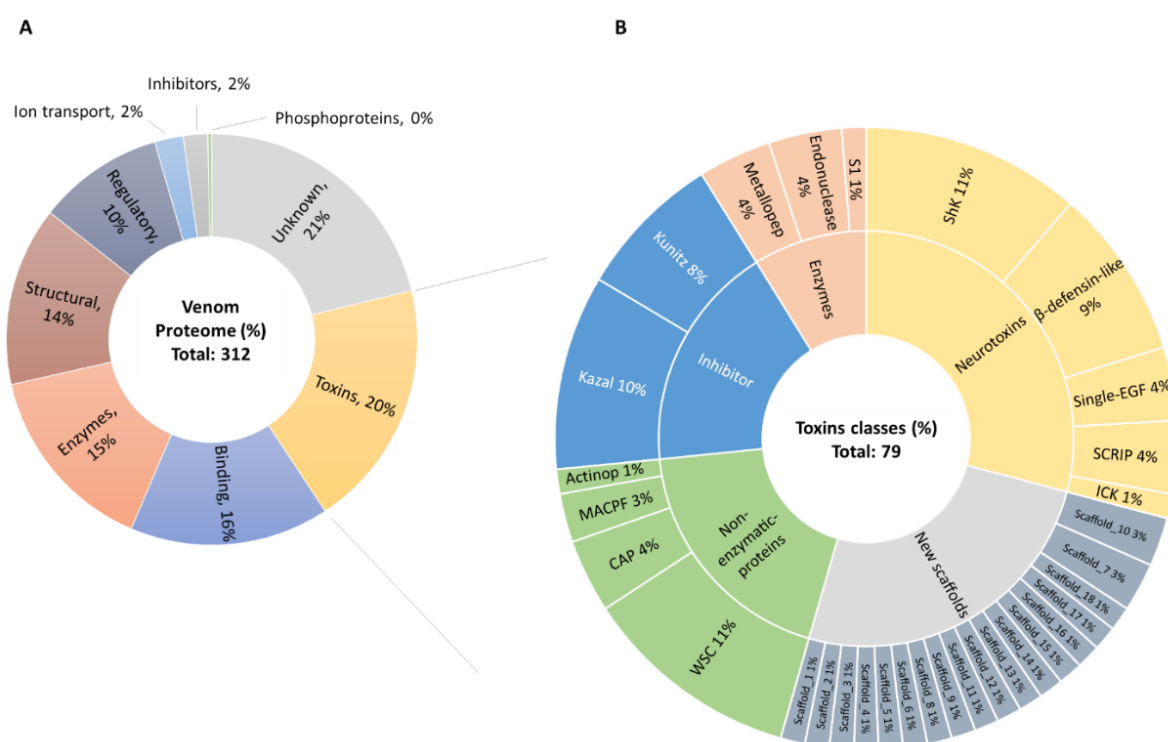 A
Inhibitors, 2%
Ion transport, 2%
Phosphoproteins, 0%
Regulatory,
10%
Unknown,
21%
Structural,
14%
Venom
Proteome (%)
Total: 312
Toxins, 20%
Enzymes,
15%
Binding, 16%
B
Metallopep
4%
Endonuclease
4%
S1 1%
ShK 11%
Kunitz 8%
Enzymes
β-defensin-like
9%
Neurotoxins
Inhibitor
Kazal 10%
Single-EGF 4%
Toxins classes (%)
Total: 79
SCRIP 4%
Actinop 1%
ICK 1%
MACPF 3%
Non-
enzymatic-
proteins
New scaffolds
CAP 4%
WSC 11%
Scaffold_10 3%
Scaffold_7 3%
Scaffold_18 1%
Scaffold_17 1%
Scaffold_16 1%
Scaffold_15 1%
Scaffold_14 1%
Scaffold_13 1%
Scaffold_12 1%
Scaffold_11 1%
Scaffold_9 1%
Scaffold_8 1%
Scaffold_6 1%
Scaffold_5 1%
Scaffold_4 1%
Scaffold_3 1%
Scaffold_2 1%
Scaffold_1 1%